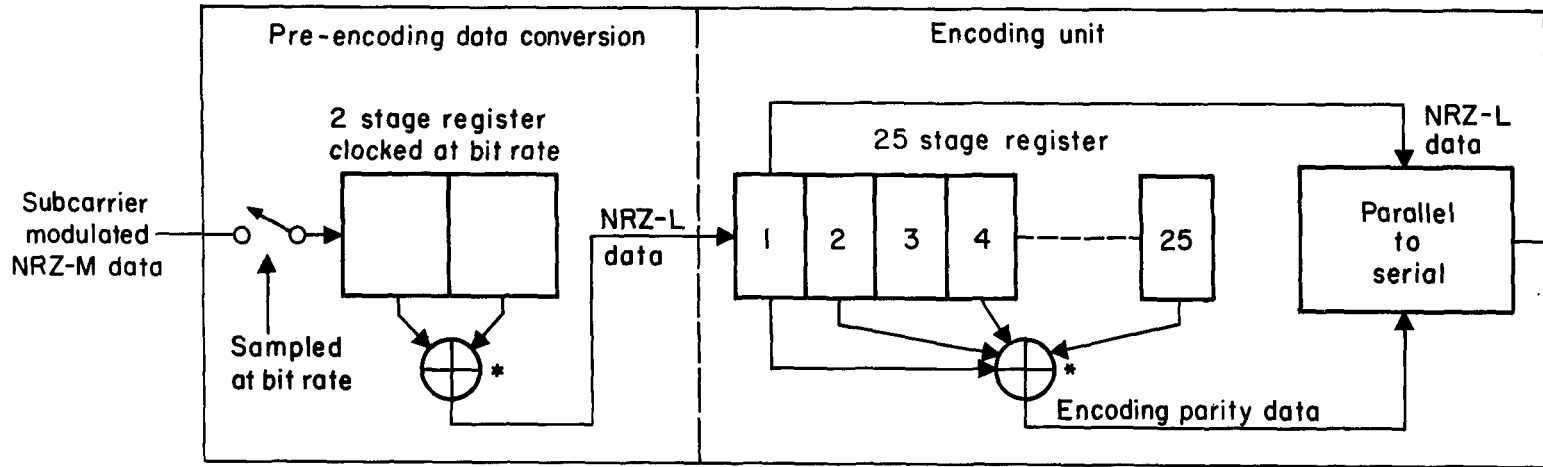 Pre-encoding data conversion
Encoding unit
2 stage register
clocked at bit rate
25 stage register
NRZ-L
data
Subcarrier
modulated
NRZ-M data
NRZ-L
data
1 2 3 4 25
Parallel
to
serial
Sampled
at bit rate
*
*
Encoding parity data